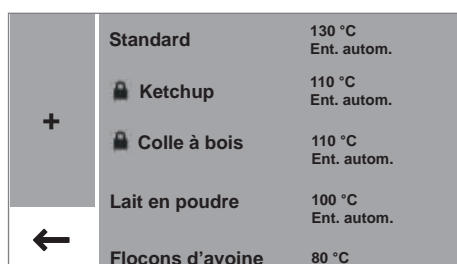 Standard
130 °C
Ent. autom.
Ketchup
110 °C
Ent. autom.
+
Colle à bois
110 °C
Ent. autom.
Lait en poudre
100 °C
Ent. autom.
←
Flocons d'avoine
80 °C